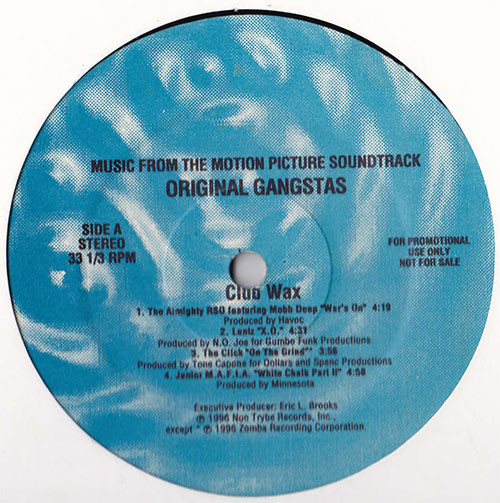 MUSIC FROM THE MOTION PICTURE SOUNDTRACK
ORIGINAL GANGSTAS
SIDE A
STEREO
33 1/3 RPM
FOR PROMOTIONAL
USE ONLY
NOT FOR SALE
Club Wax
1. The Almighty RSO featuring Mobb Deep "War's On" 4:19
Produced by Havoc
2. Luniz "X.O." 4:31
Produced by N.O. Joe for Gumbo Funk Productions
3. The Click "On The Grind*" 3:56
Produced by Tone Capone for Dollars and Spenc Productions
4. Junior M.A.F.I.A. "White Chalk Part II" 4:58
Produced by Minnesota
Executive Producer: Eric L. Brooks
℗ 1996 Noo Trybe Records, Inc.,
except * ℗ 1996 Zomba Recording Corporation.